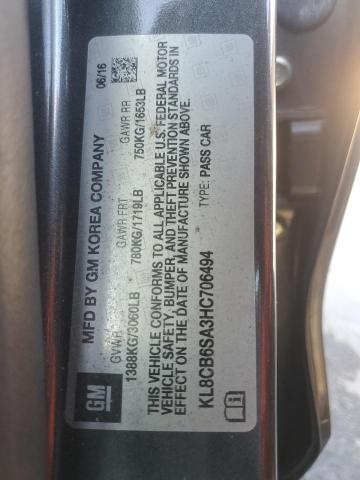 MFD BY GM KOREA COMPANY 06/16
GVWR GAWR FRT GAWR RR
1388KG/3060LB 780KG/1719LB 750KG/1653LB
THIS VEHICLE CONFORMS TO ALL APPLICABLE U.S. FEDERAL MOTOR
VEHICLE SAFETY, BUMPER, AND THEFT PREVENTION STANDARDS IN
EFFECT ON THE DATE OF MANUFACTURE SHOWN ABOVE.
TYPE: PASS CAR
KL8CB6SA3HC706494
GM